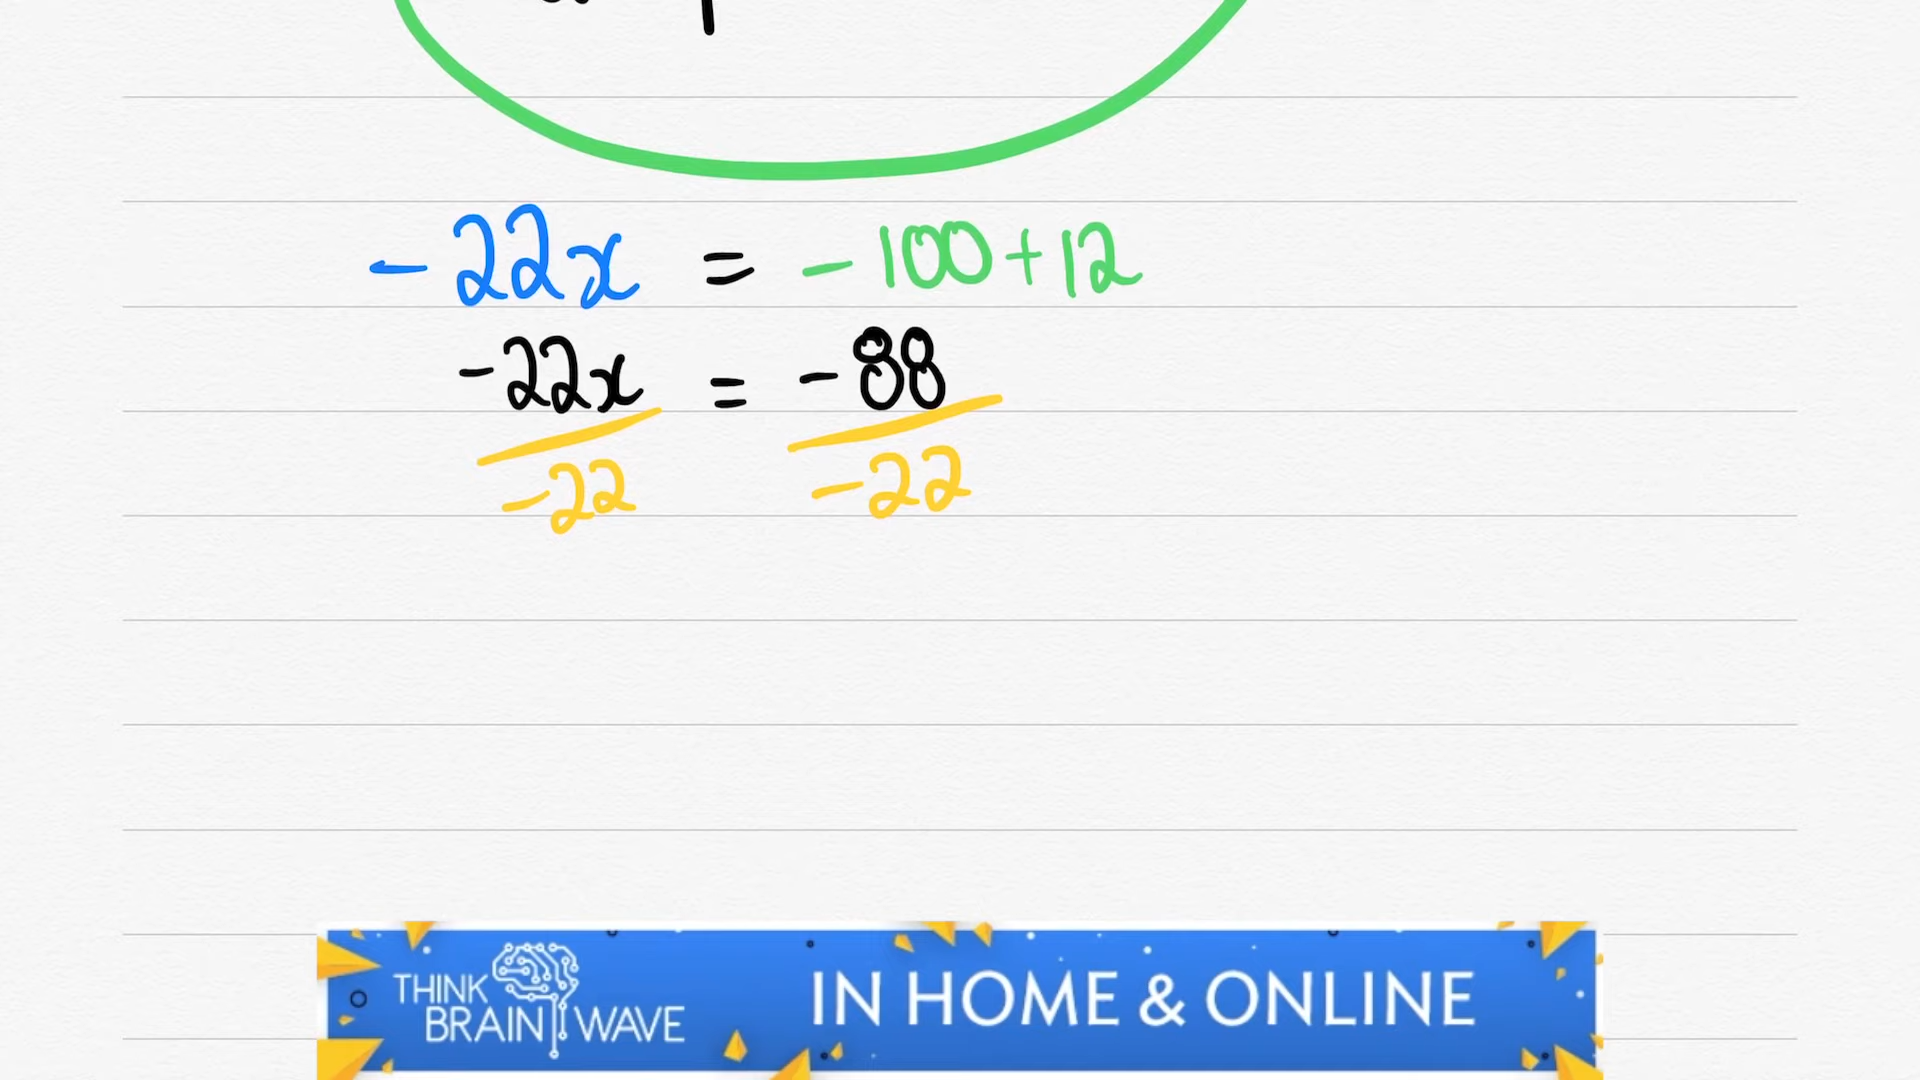 -22x = -100+12
-22x = -88
-22 -22
THINK BRAIN WAVE
IN HOME & ONLINE